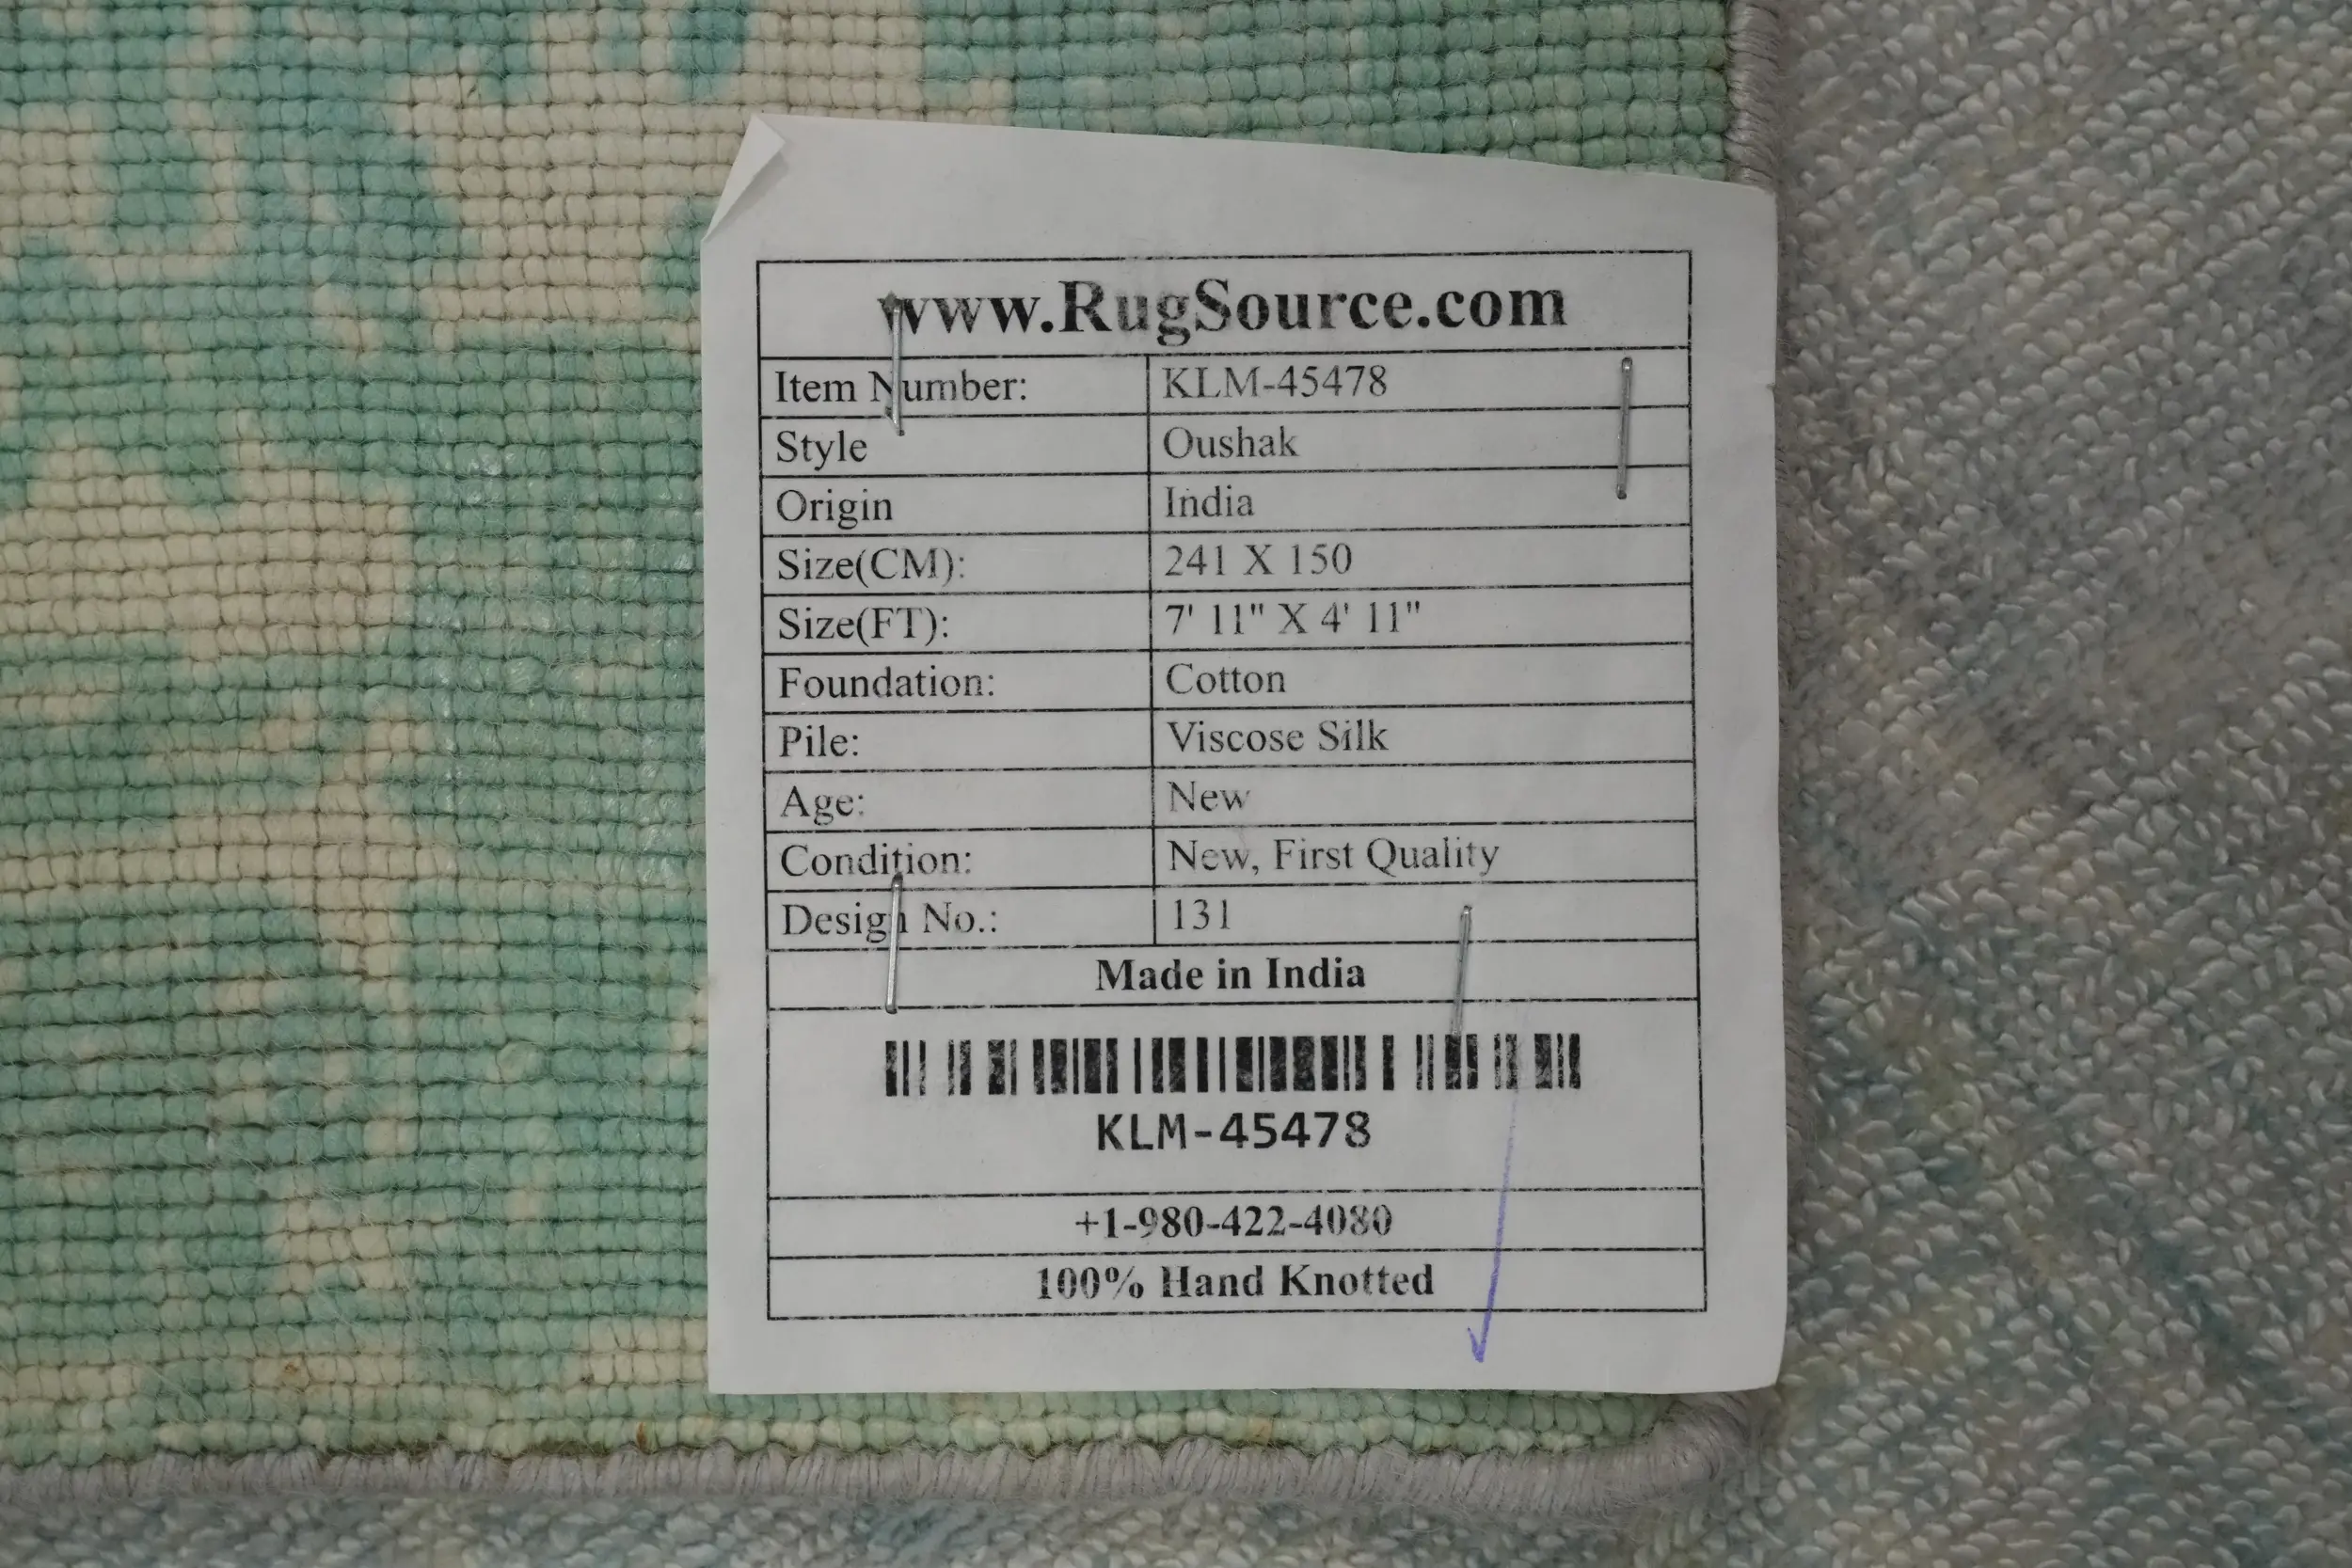 www.RugSource.com
Item Number: KLM-45478
Style Oushak
Origin India
Size(CM): 241 X 150
Size(FT): 7' 11" X 4' 11"
Foundation: Cotton
Pile: Viscose Silk
Age: New
Condition: New, First Quality
Design No.: 131
Made in India
KLM-45478
+1-980-422-4080
100% Hand Knotted